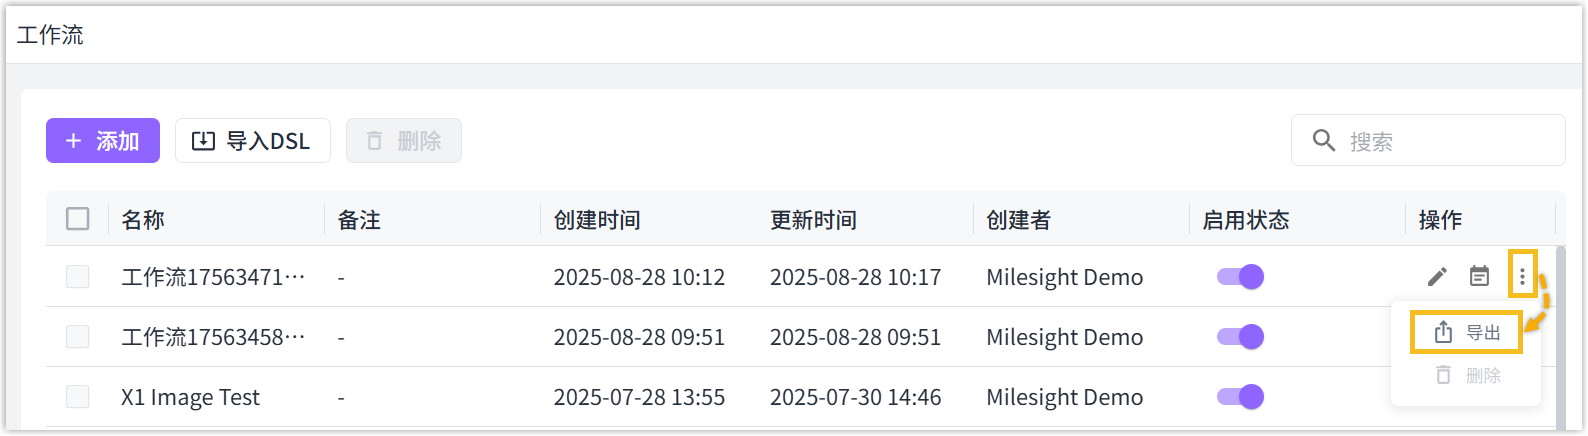 工作流
添加 导入DSL 删除 搜索
名称 备注 创建时间 更新时间 创建者 启用状态 操作
工作流17563471··· - 2025-08-28 10:12 2025-08-28 10:17 Milesight Demo
导出
工作流17563458··· - 2025-08-28 09:51 2025-08-28 09:51 Milesight Demo
删除
X1 Image Test - 2025-07-28 13:55 2025-07-30 14:46 Milesight Demo